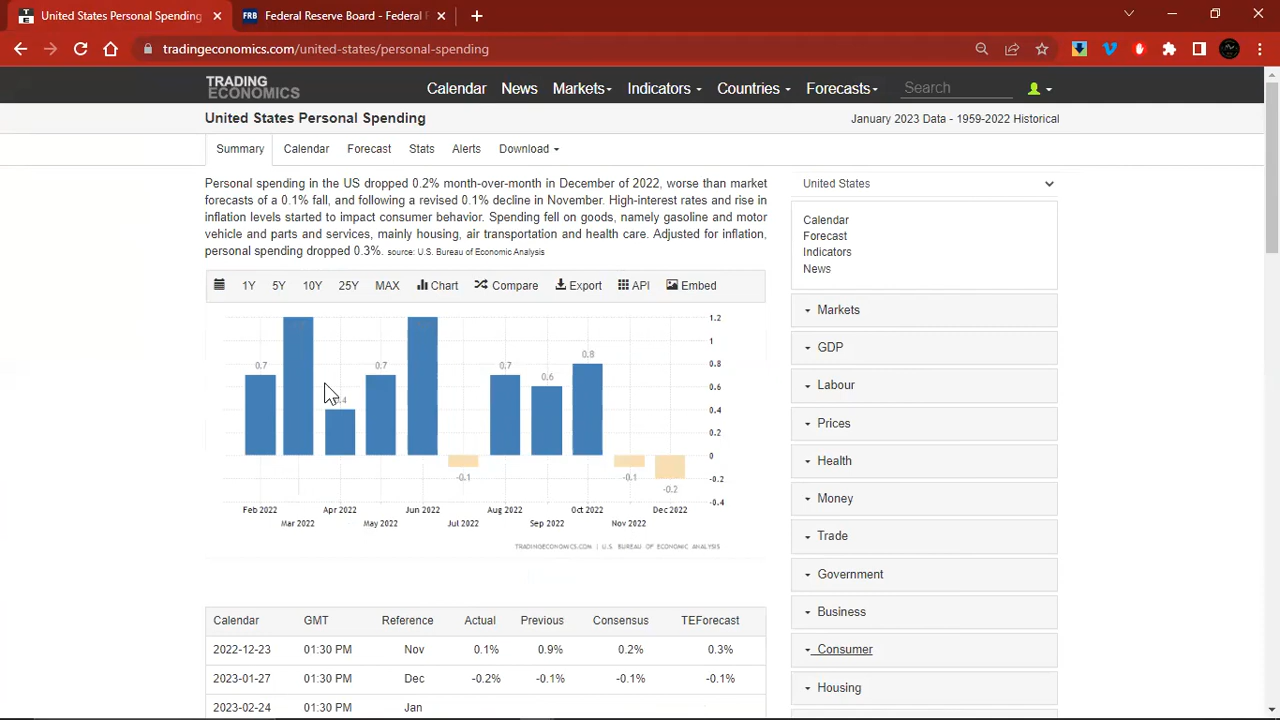 United States Personal Spending
Federal Reserve Board - Federal F
tradingeconomics.com/united-states/personal-spending
TRADING
ECONOMICS
Calendar
News
Markets
Indicators
Countries
Forecasts
Search
United States Personal Spending
January 2023 Data - 1959-2022 Historical
Summary
Calendar
Forecast
Stats
Alerts
Download
Personal spending in the US dropped 0.2% month-over-month in December of 2022, worse than market
forecasts of a 0.1% fall, and following a revised 0.1% decline in November. High-interest rates and rise in
inflation levels started to impact consumer behavior. Spending fell on goods, namely gasoline and motor
vehicle and parts and services, mainly housing, air transportation and health care. Adjusted for inflation,
personal spending dropped 0.3%. source: U.S. Bureau of Economic Analysis
1Y
5Y
10Y
25Y
MAX
Chart
Compare
Export
API
Embed
1.2
1
0.8
0.6
0.4
0.2
0
-0.2
-0.4
0.7
0.7
-0.1
0.7
0.6
0.8
-0.1
-0.2
Feb 2022
Mar 2022
Apr 2022
May 2022
Jun 2022
Jul 2022
Aug 2022
Sep 2022
Oct 2022
Nov 2022
Dec 2022
TRADINGECONOMICS.COM | U.S. BUREAU OF ECONOMIC ANALYSIS
Calendar GMT Reference Actual Previous Consensus TEForecast
2022-12-23 01:30 PM Nov 0.1% 0.9% 0.2% 0.3%
2023-01-27 01:30 PM Dec -0.2% -0.1% -0.1% -0.1%
2023-02-24 01:30 PM Jan
United States
Calendar
Forecast
Indicators
News
Markets
GDP
Labour
Prices
Health
Money
Trade
Government
Business
Consumer
Housing